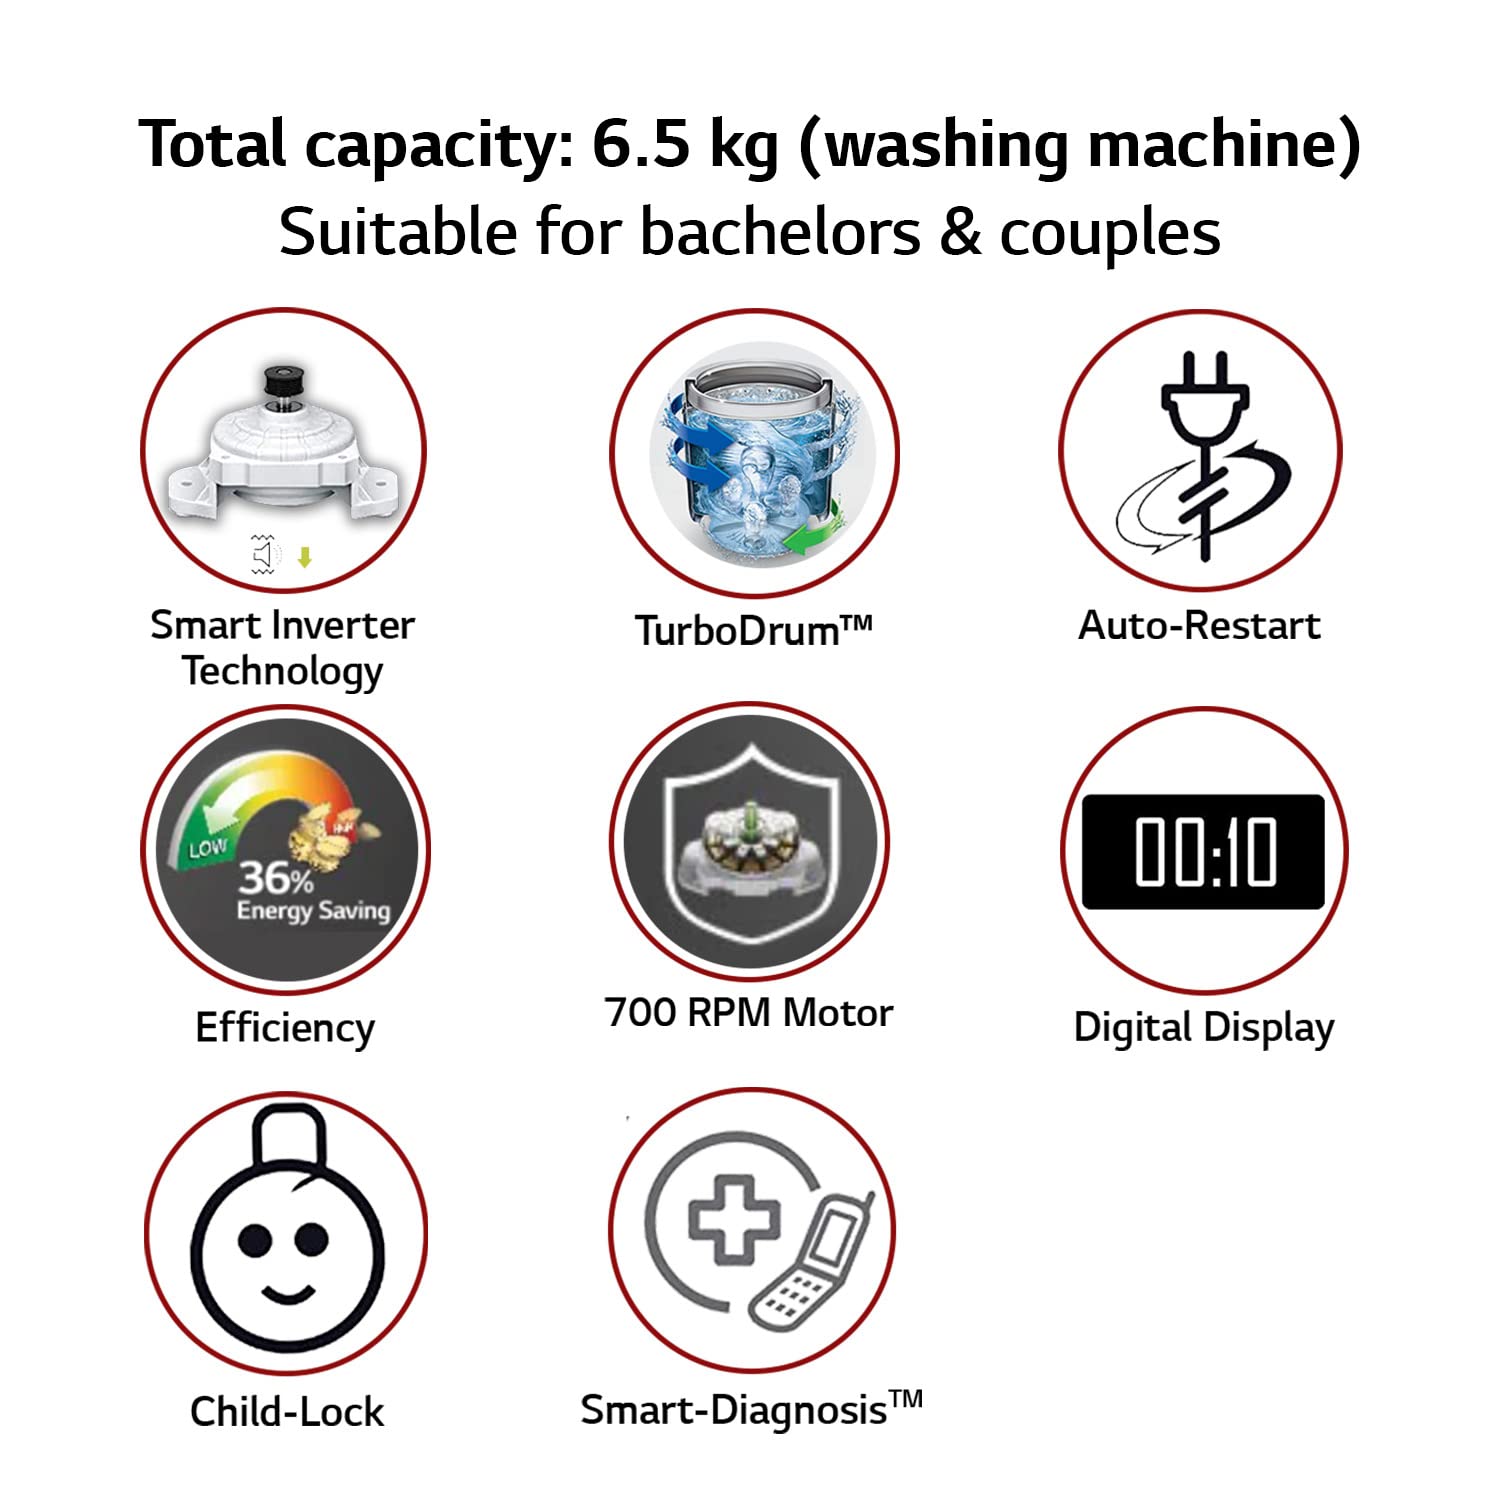 Total capacity: 6.5 kg (washing machine)
Suitable for bachelors & couples
Smart Inverter
Technology
TurboDrum™
Auto-Restart
LOW
HIGH
36%
Energy Saving
Efficiency
700 RPM Motor
00:10
Digital Display
Child-Lock
Smart-Diagnosis™